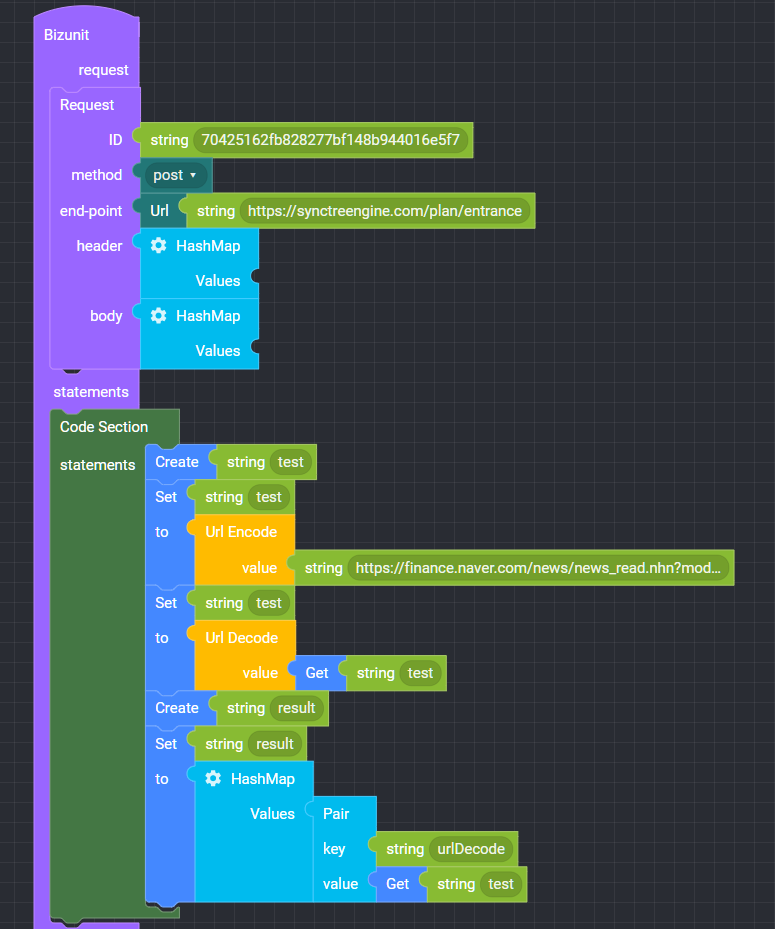 Bizunit
request
Request
ID string 70425162fb828277bf148b944016e5f7
method post
end-point Url string https://synctreengine.com/plan/entrance
header HashMap
Values
body HashMap
Values
statements
Code Section
statements Create string test
Set string test
to Url Encode
value string https://finance.naver.com/news/news_read.nhn?mod...
Set string test
to Url Decode
value Get string test
Create string result
Set string result
to HashMap
Values Pair
key string urlDecode
value Get string test